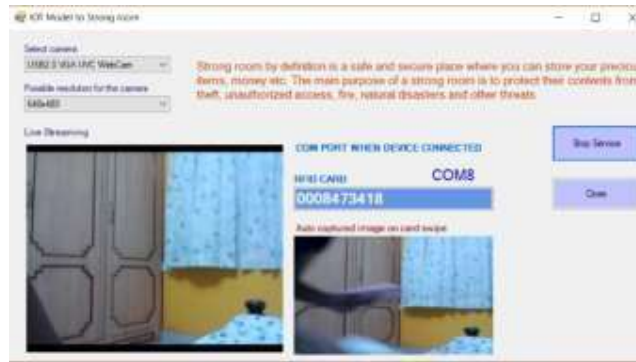 IOT Model to Strong room
Select camera
USB2.0 VGA UVC WebCam
Strong room by definition is a safe and secure place where you can store your precious
items, money etc. The main purpose of a strong room is to protect their contents from
theft, unauthorized access, fire, natural disasters and other threats
Possible resolution for the camera
640x480
Live Streaming
COM PORT WHEN DEVICE CONNECTED
Stop Service
RFID CARD
COM8
0008473418
Close
Auto captured image on card swipe